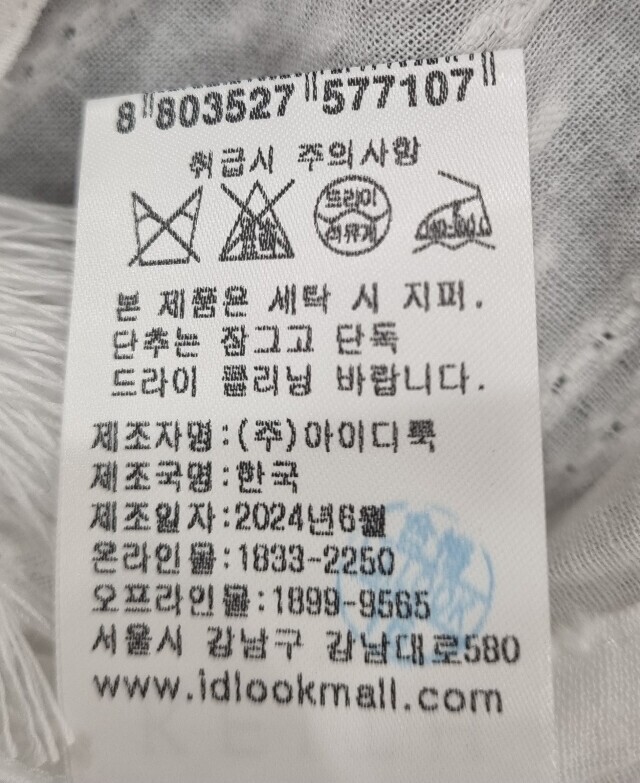 8 803527 577107
취급시 주의사항
드라이
석유계
본 제품은 세탁 시 지퍼.
단추는 잠그고 단독
드라이 클리닝 바랍니다.
제조자명:(주)아이디룩
제조국명:한국
제조일자:2024년6월
온라인몰:1833-2250
오프라인몰:1899-9565
서울시 강남구 강남대로580
www.idlookmall.com